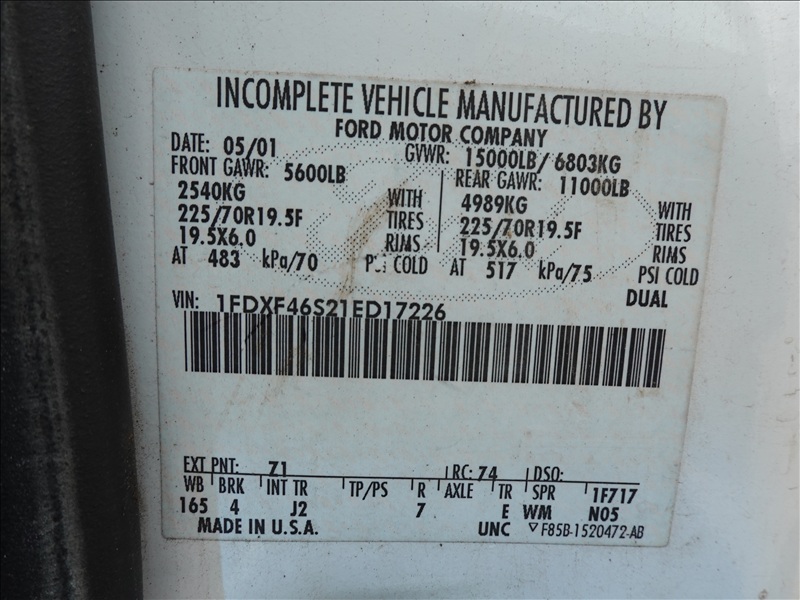 INCOMPLETE VEHICLE MANUFACTURED BY
FORD MOTOR COMPANY
DATE: 05/01 GVWR: 15000LB/ 6803KG
FRONT GAWR: 5600LB REAR GAWR: 11000LB
2540KG WITH 4989KG WITH
225/70R19.5F TIRES 225/70R19.5F TIRES
19.5X6.0 RIMS 19.5X6.0 RIMS
AT 483 kPa/70 PSI COLD AT 517 kPa/75 PSI COLD
DUAL
VIN: 1FDXF46S21ED17226
EXT PNT: 71 RC: 74 DSO:
WB BRK INT TR TP/PS R AXLE TR SPR 1F717
165 4 J2 7 E WM N05
MADE IN U.S.A. UNC ▽F85B-1520472-AB